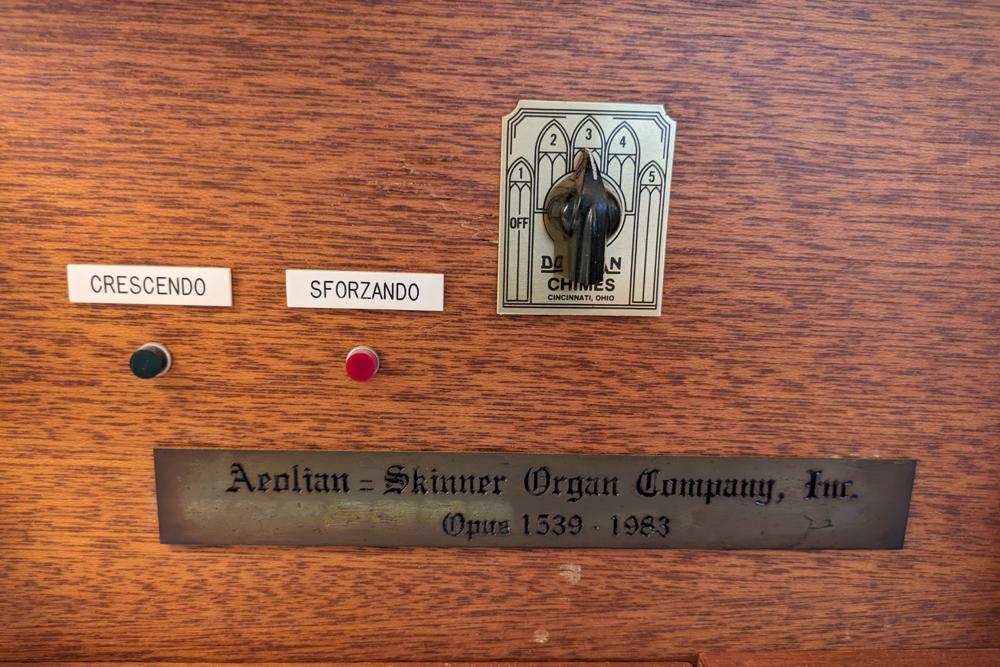 1 2 3 4 5
OFF
CHIMES
CINCINNATI, OHIO
CRESCENDO
SFORZANDO
Aeolian = Skinner Organ Company, Inc.
Opus 1539 · 1983